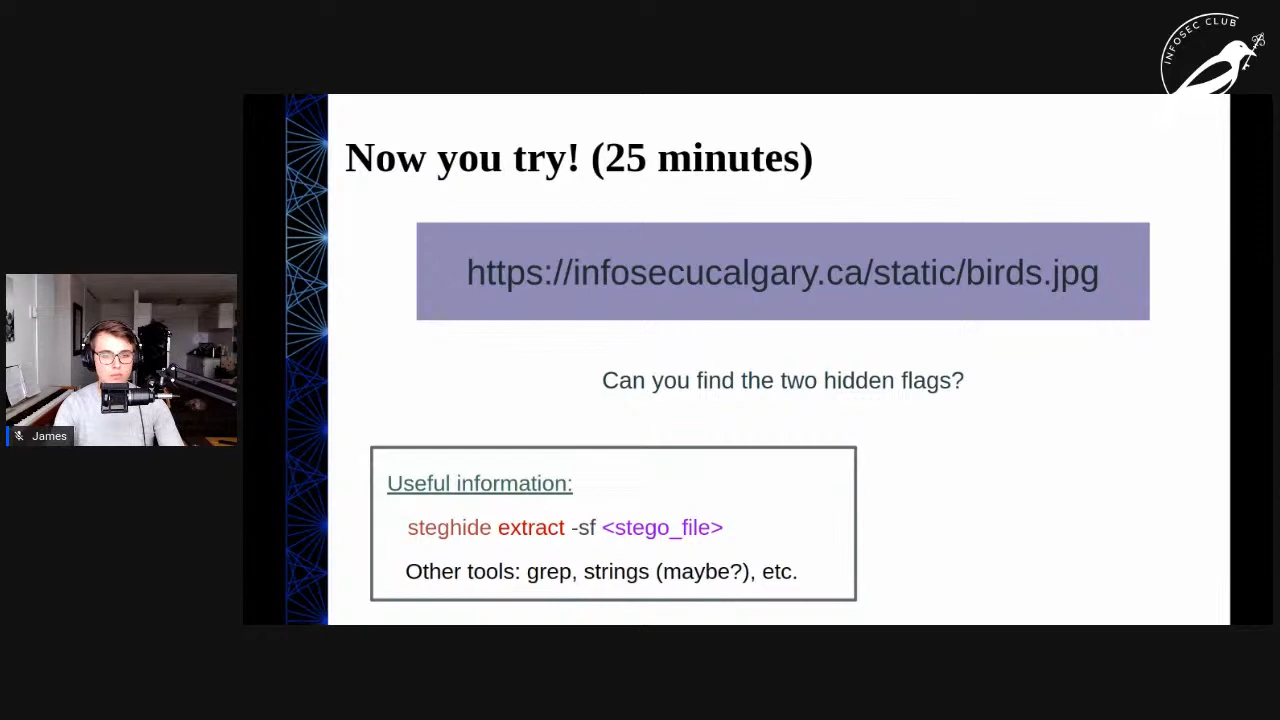 INFOSEC CLUB
Now you try! (25 minutes)
https://infosecucalgary.ca/static/birds.jpg
Can you find the two hidden flags?
James
Useful information:
steghide extract -sf <stego_file>
Other tools: grep, strings (maybe?), etc.